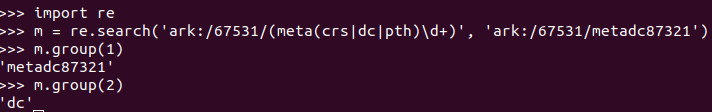 >>> import re
>>> m = re.search('ark:/67531/(meta(crs|dc|pth)\d+)', 'ark:/67531/metadc87321')
>>> m.group(1)
'metadc87321'
>>> m.group(2)
'dc'